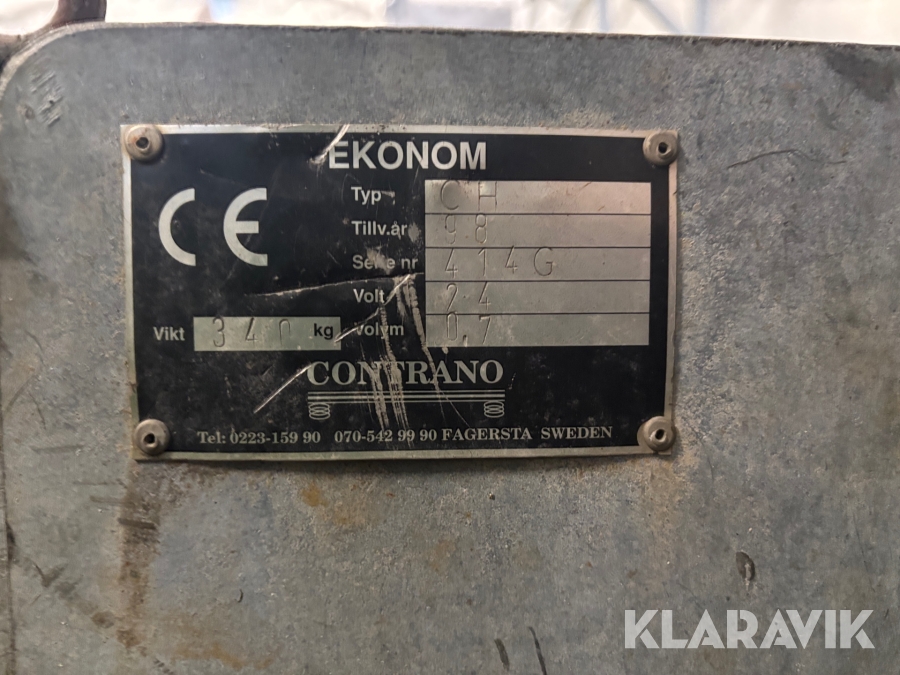 EKONOM
CE
Typ CH
Tillv.år 98
Serie nr 414G
Volt 24
Vikt 340 kg Volym 0,7
CONTRANO
Tel: 0223-159 90 070-542 99 90 FAGERSTA SWEDEN
KLARAVIK